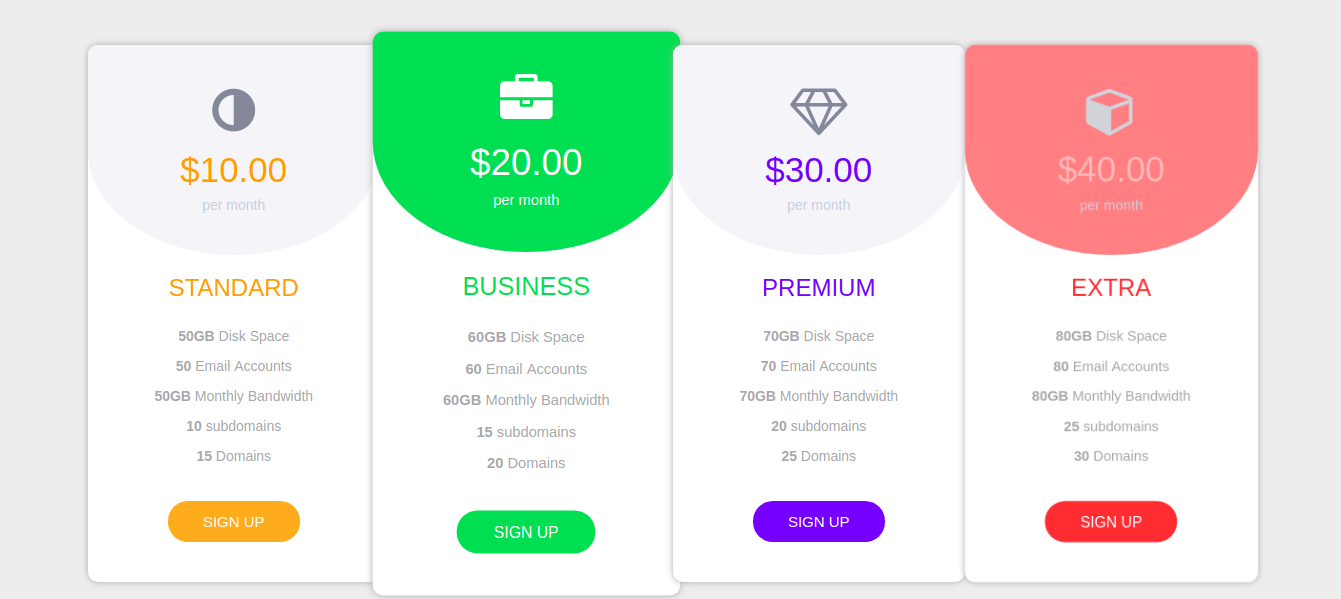 $10.00
per month
STANDARD
50GB Disk Space
50 Email Accounts
50GB Monthly Bandwidth
10 subdomains
15 Domains
SIGN UP
$20.00
per month
BUSINESS
60GB Disk Space
60 Email Accounts
60GB Monthly Bandwidth
15 subdomains
20 Domains
SIGN UP
$30.00
per month
PREMIUM
70GB Disk Space
70 Email Accounts
70GB Monthly Bandwidth
20 subdomains
25 Domains
SIGN UP
$40.00
per month
EXTRA
80GB Disk Space
80 Email Accounts
80GB Monthly Bandwidth
25 subdomains
30 Domains
SIGN UP